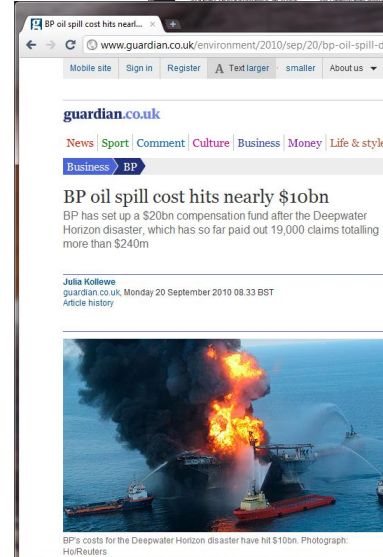 BP oil spill cost hits nearl...
www.guardian.co.uk/environment/2010/sep/20/bp-oil-spill-d
Mobile site Sign in Register A Text larger · smaller About us
guardian.co.uk
News Sport Comment Culture Business Money Life & style
Business BP
BP oil spill cost hits nearly $10bn
BP has set up a $20bn compensation fund after the Deepwater
Horizon disaster, which has so far paid out 19,000 claims totalling
more than $240m
Julia Kollewe
guardian.co.uk, Monday 20 September 2010 08.33 BST
Article history
BP's costs for the Deepwater Horizon disaster have hit $10bn. Photograph:
Ho/Reuters